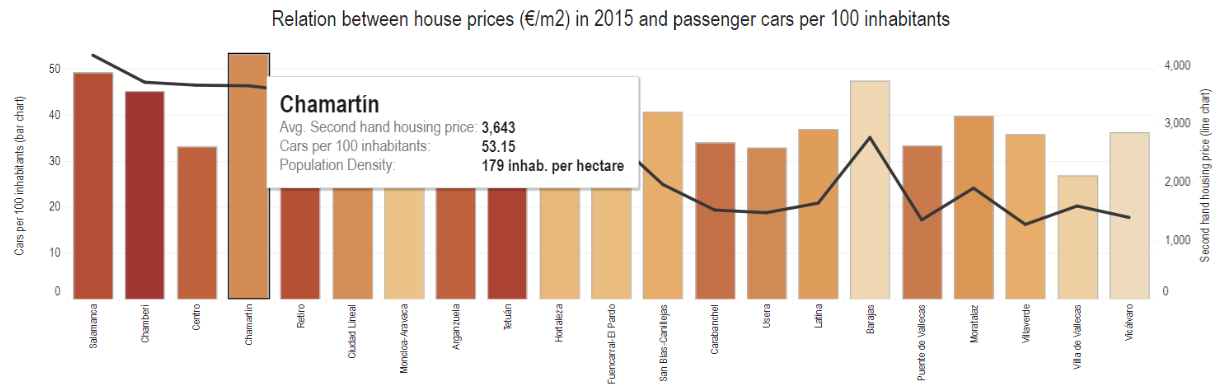 Relation between house prices (€/m2) in 2015 and passenger cars per 100 inhabitants
Cars per 100 inhabitants (bar chart)
50
40
30
20
10
0
Chamartín
Avg. Second hand housing price: 3,643
Cars per 100 inhabitants: 53.15
Population Density: 179 inhab. per hectare
4,000
3,000
2,000
1,000
0
Second hand housing price (line chart)
Salamanca
Chamberí
Centro
Chamartín
Retiro
Ciudad Lineal
Moncloa-Aravaca
Arganzuela
Tetuán
Hortaleza
Fuencarral-El Pardo
San Blas-Canillejas
Carabanchel
Usera
Latina
Barajas
Puente de Vallecas
Moratalaz
Villaverde
Villa de Vallecas
Vicálvaro